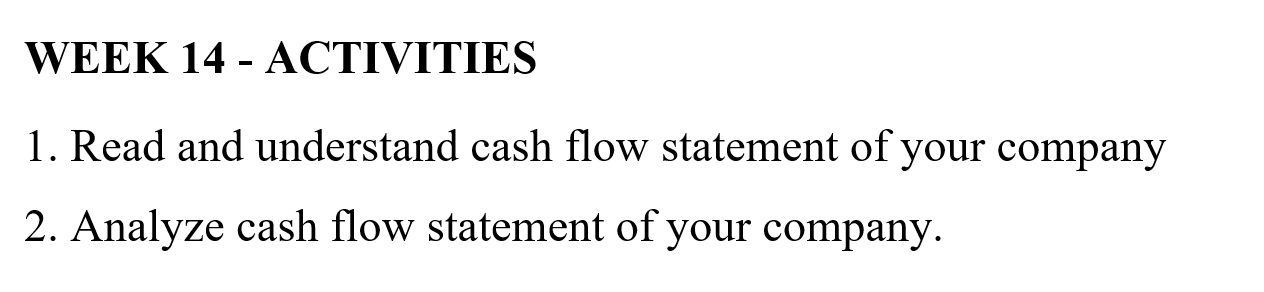 WEEK 14 - ACTIVITIES
1. Read and understand cash flow statement of your company
2. Analyze cash flow statement of your company.